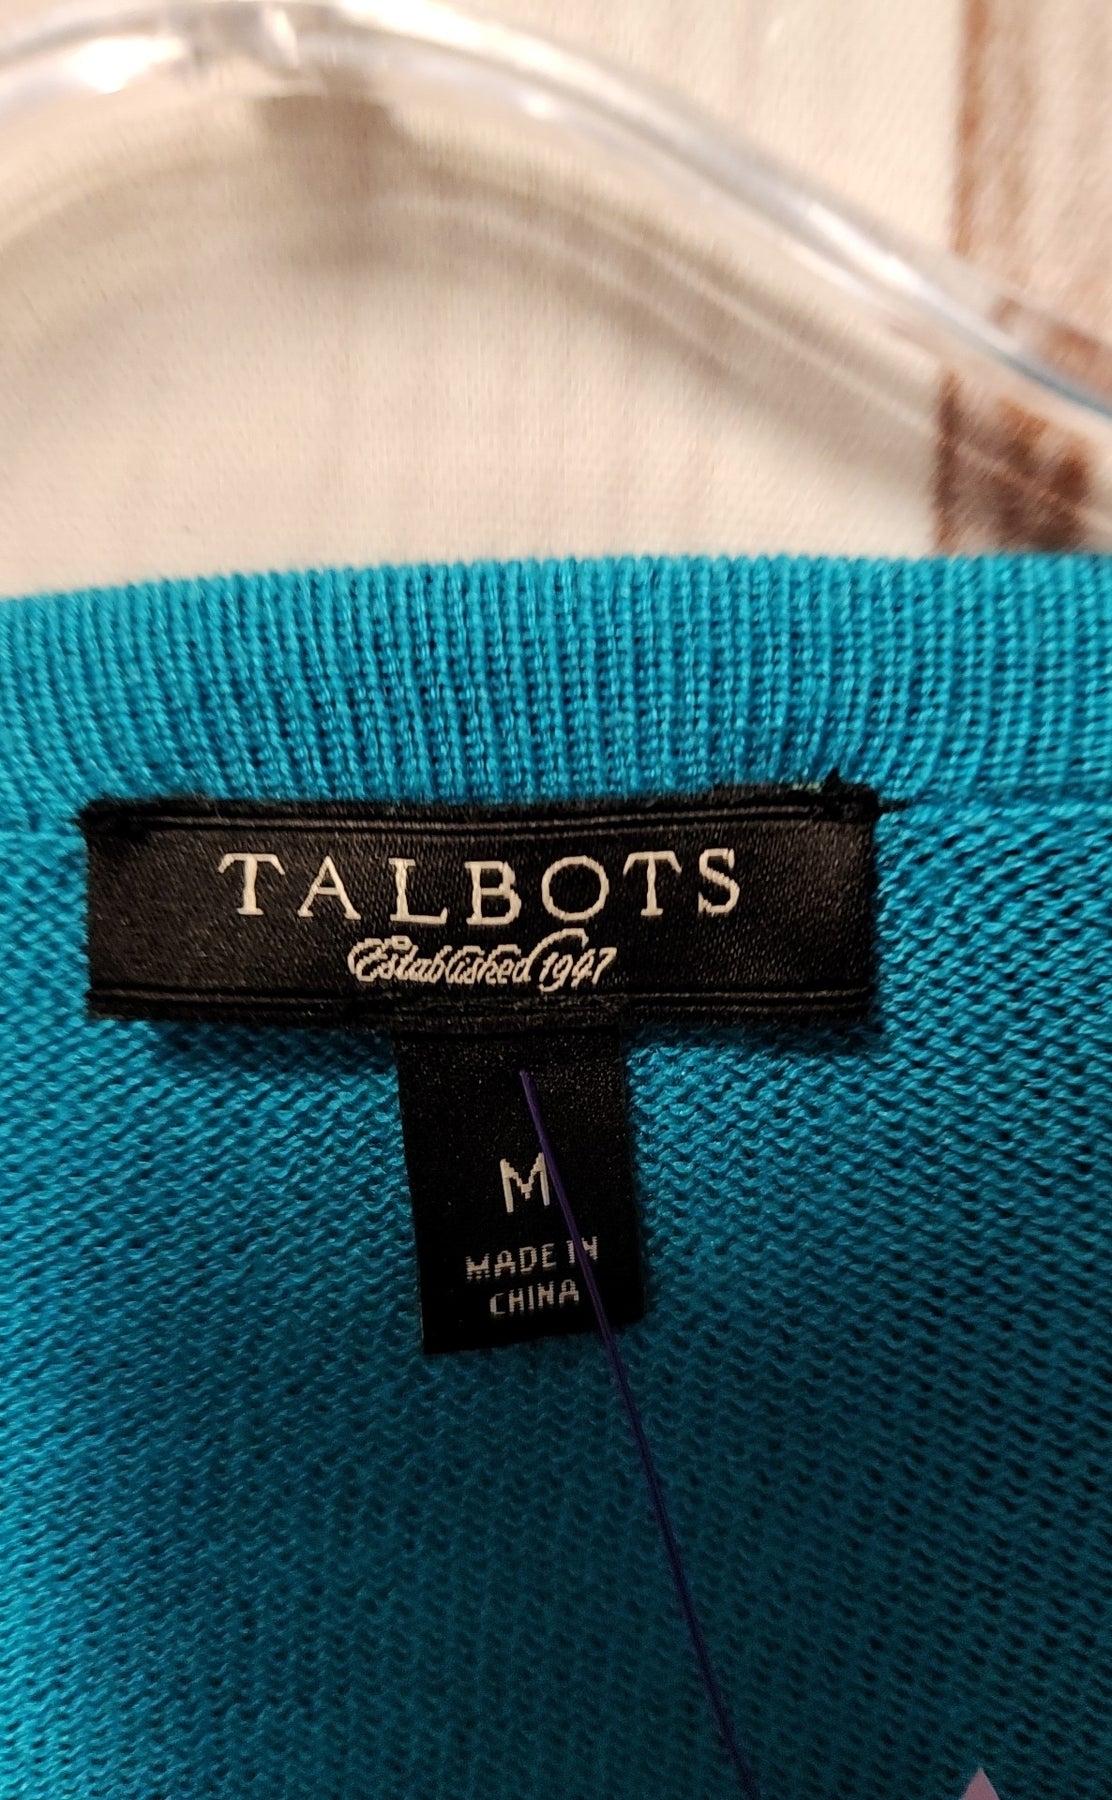 TALBOTS
Established 1947
M
MADE IN
CHINA